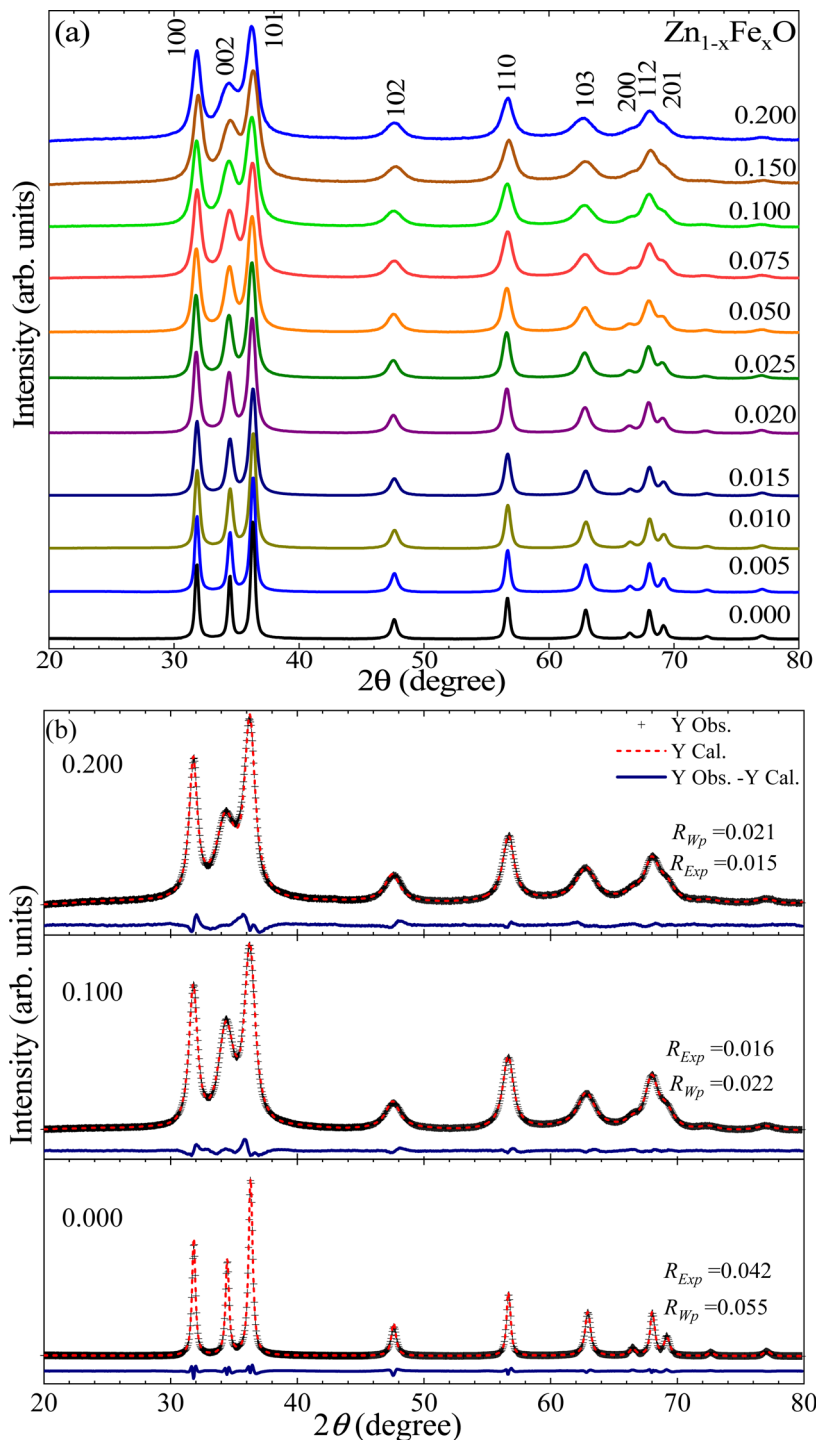 (a)
Zn1-xFexO
100
002
101
102
110
103
200
112
201
0.200
0.150
0.100
0.075
0.050
0.025
0.020
0.015
0.010
0.005
0.000
Intensity (arb. units)
20 30 40 50 60 70 80
2θ (degree)
(b)
+ Y Obs.
Y Cal.
Y Obs. -Y Cal.
0.200
RWp =0.021
RExp =0.015
0.100
RExp =0.016
RWp =0.022
0.000
RExp =0.042
RWp =0.055
Intensity (arb. units)
20 30 40 50 60 70 80
2θ (degree)